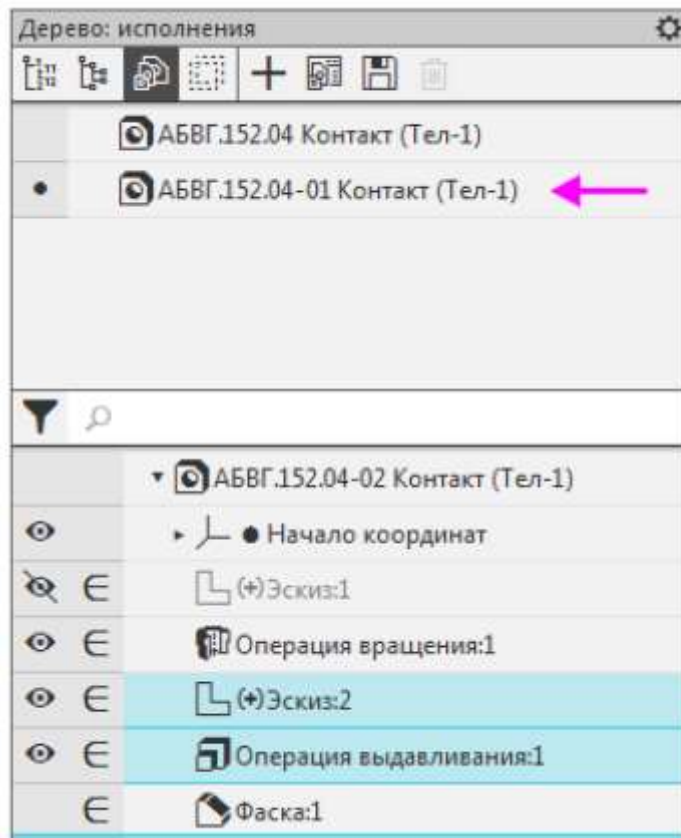 Дерево: исполнения
АБВГ.152.04 Контакт (Тел-1)
АБВГ.152.04-01 Контакт (Тел-1)
АБВГ.152.04-02 Контакт (Тел-1)
Начало координат
(+)Эскиз:1
Операция вращения:1
(+)Эскиз:2
Операция выдавливания:1
Фаска:1